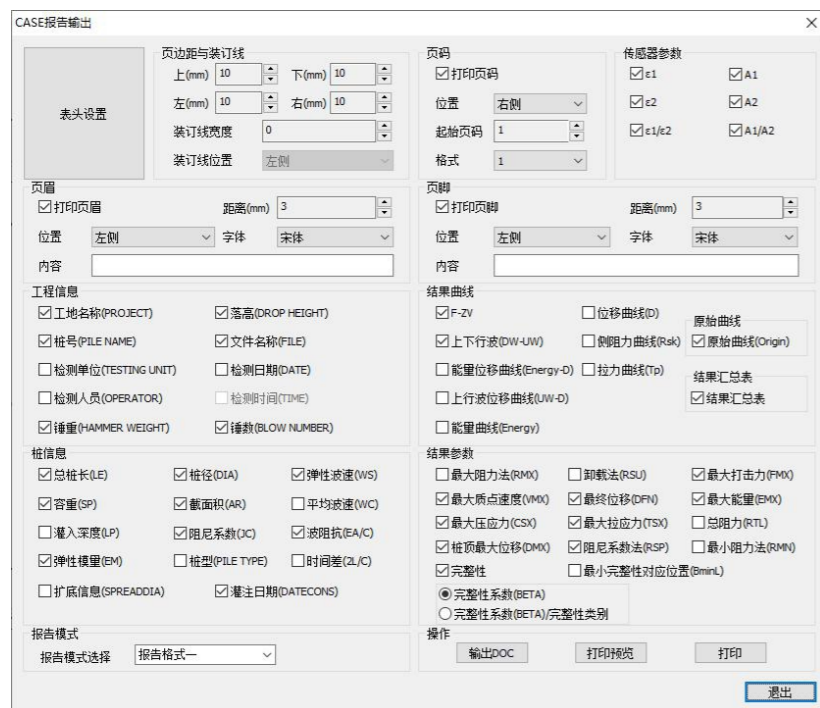 CASE报告输出
表头设置
页边距与装订线
上(mm) 10 下(mm) 10
左(mm) 10 右(mm) 10
装订线宽度 0
装订线位置 左侧
页码
打印页码
位置 右侧
起始页码 1
格式 1
传感器参数
ε1 A1
ε2 A2
ε1/ε2 A1/A2
页眉
打印页眉 距离(mm) 3
位置 左侧 字体 宋体
内容
页脚
打印页脚 距离(mm) 3
位置 左侧 字体 宋体
内容
工程信息
工地名称(PROJECT) 落高(DROP HEIGHT)
桩号(PILE NAME) 文件名称(FILE)
检测单位(TESTING UNIT) 检测日期(DATE)
检测人员(OPERATOR) 检测时间(TIME)
锤重(HAMMER WEIGHT) 锤数(BLOW NUMBER)
结果曲线
F-ZV 位移曲线(D)
上下行波(DW-UW) 侧阻力曲线(Rsk)
能量位移曲线(Energy-D) 拉力曲线(Tp)
上行波位移曲线(UW-D)
能量曲线(Energy)
原始曲线
原始曲线(Origin)
结果汇总表
结果汇总表
桩信息
总桩长(LE) 桩径(DIA) 弹性波速(WS)
容重(SP) 截面积(AR) 平均波速(WC)
灌入深度(LP) 阻尼系数(JC) 波阻抗(EA/C)
弹性模量(EM) 桩型(PILE TYPE) 时间差(2L/C)
扩底信息(SPREADDIA) 灌注日期(DATECONS)
结果参数
最大阻力法(RMX) 卸载法(RSU) 最大打击力(FMX)
最大质点速度(VMX) 最终位移(DFN) 最大能量(EMX)
最大压应力(CSX) 最大拉应力(TSX) 总阻力(RTL)
桩顶最大位移(DMX) 阻尼系数法(RSP) 最小阻力法(RMN)
完整性 最小完整性对应位置(BminL)
完整性系数(BETA)
完整性系数(BETA)/完整性类别
报告模式
报告模式选择 报告格式一
操作
输出DOC 打印预览 打印
退出